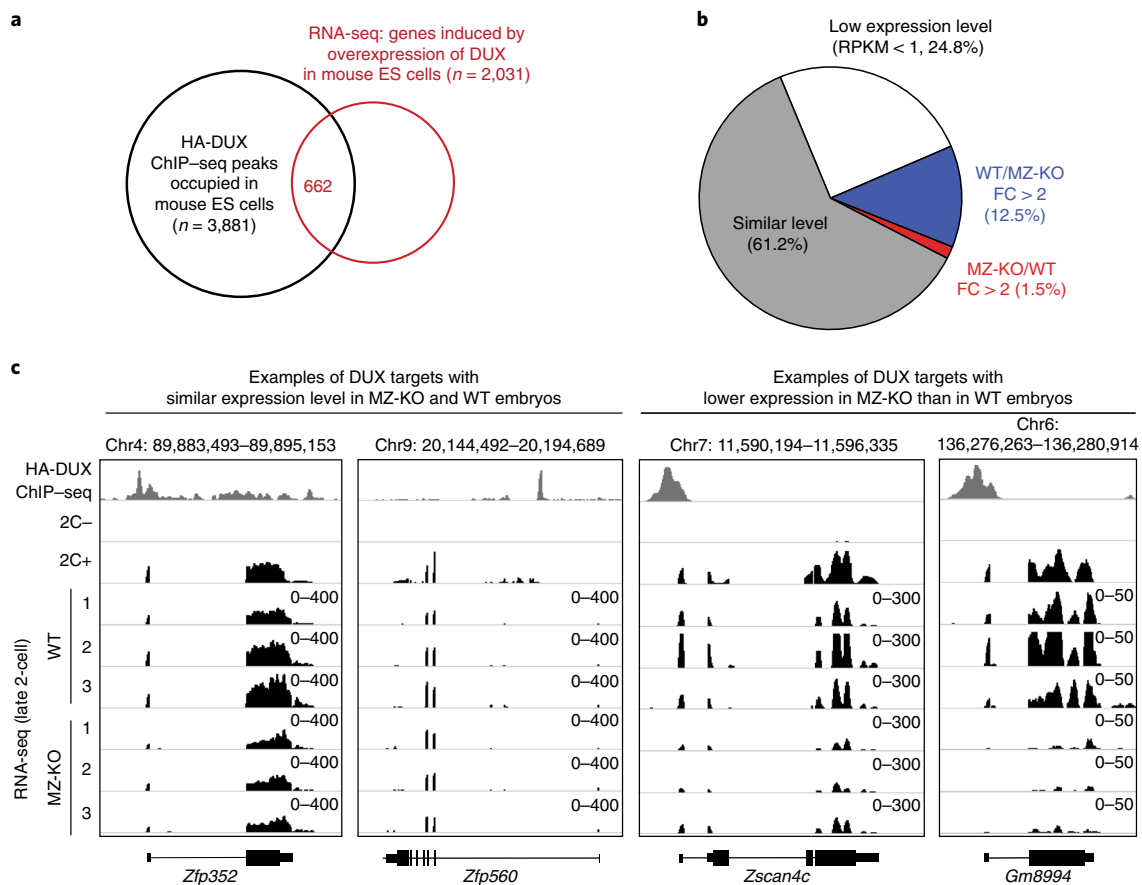 a
RNA-seq: genes induced by
overexpression of DUX
in mouse ES cells (n = 2,031)
HA-DUX
ChIP–seq peaks
occupied in
mouse ES cells
(n = 3,881)
662
b
Low expression level
(RPKM < 1, 24.8%)
WT/MZ-KO
FC > 2
(12.5%)
Similar level
(61.2%)
MZ-KO/WT
FC > 2 (1.5%)
c
Examples of DUX targets with
similar expression level in MZ-KO and WT embryos
Examples of DUX targets with
lower expression in MZ-KO than in WT embryos
Chr4: 89,883,493–89,895,153
Chr9: 20,144,492–20,194,689
Chr7: 11,590,194–11,596,335
Chr6:
136,276,263–136,280,914
HA-DUX
ChIP–seq
2C–
2C+
RNA-seq (late 2-cell)
WT
1
0–400
0–400
0–300
0–50
2
0–400
0–400
0–300
0–50
3
0–400
0–400
0–300
0–50
MZ-KO
1
0–400
0–400
0–300
0–50
2
0–400
0–400
0–300
0–50
3
0–400
0–400
0–300
0–50
Zfp352
Zfp560
Zscan4c
Gm8994